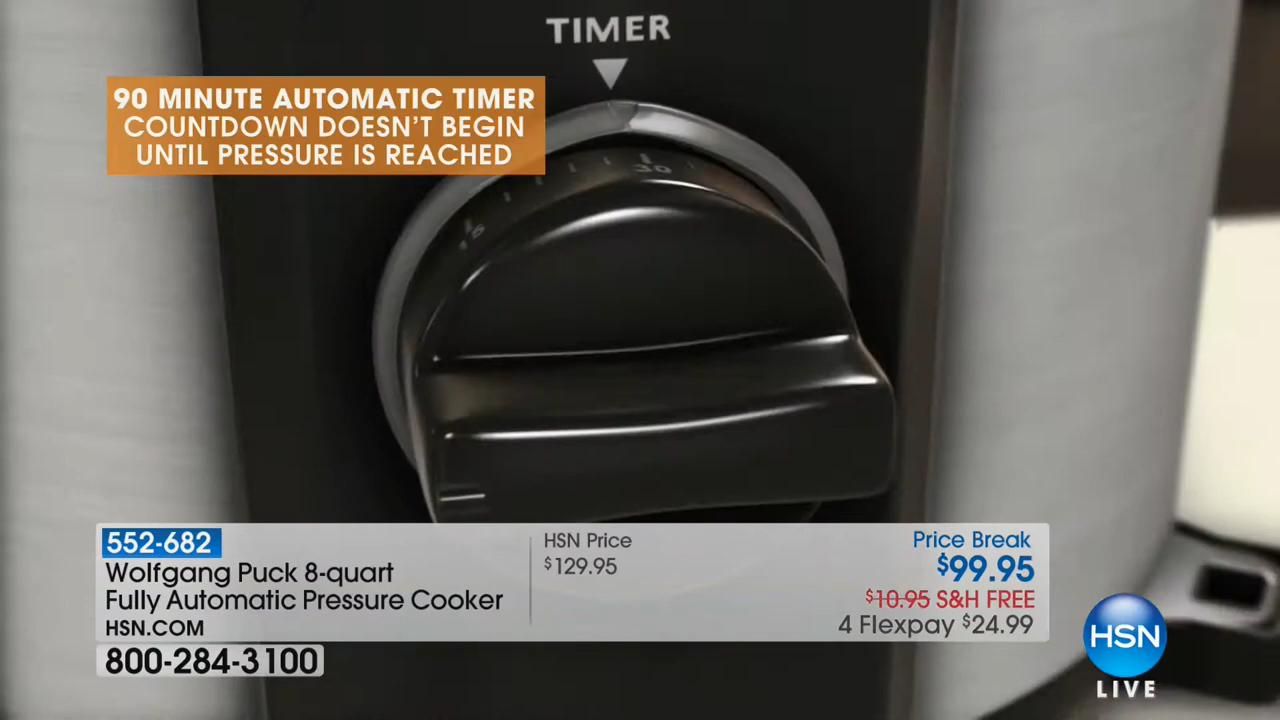 TIMER
90 MINUTE AUTOMATIC TIMER
COUNTDOWN DOESN'T BEGIN
UNTIL PRESSURE IS REACHED
30
15
552-682
Wolfgang Puck 8-quart
Fully Automatic Pressure Cooker
HSN.COM
800-284-3100
HSN Price
$129.95
Price Break
$99.95
$10.95 S&H FREE
4 Flexpay $24.99
HSN
LIVE